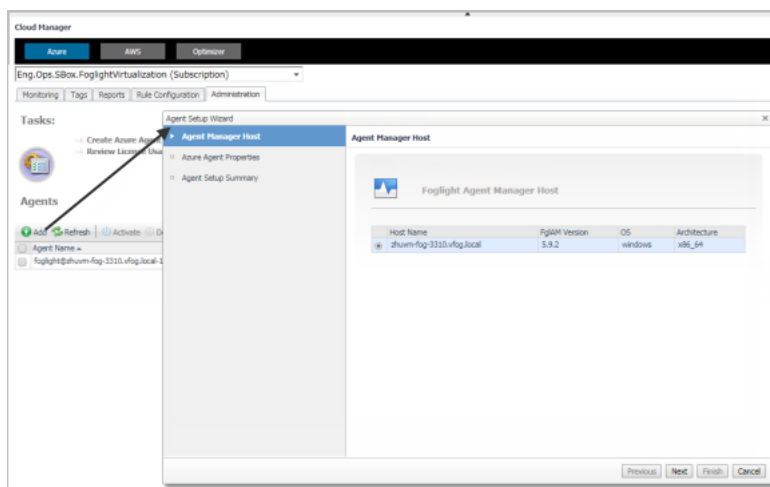 Cloud Manager
Azure AWS Optimizer
Eng.Ops.SBox.FoglightVirtualization (Subscription)
Monitoring Tags Reports Rule Configuration Administration
Tasks:
Create Azure Agent
Review License Usa
Agents
Add Refresh Activate De
Agent Name
foglight@zhuvm-fog-3310.vfog.local-1
Agent Setup Wizard
Agent Manager Host
Azure Agent Properties
Agent Setup Summary
Agent Manager Host
Foglight Agent Manager Host
Host Name FglAM Version OS Architecture
zhuvm-fog-3310.vfog.local 5.9.2 windows x86_64
Previous Next Finish Cancel